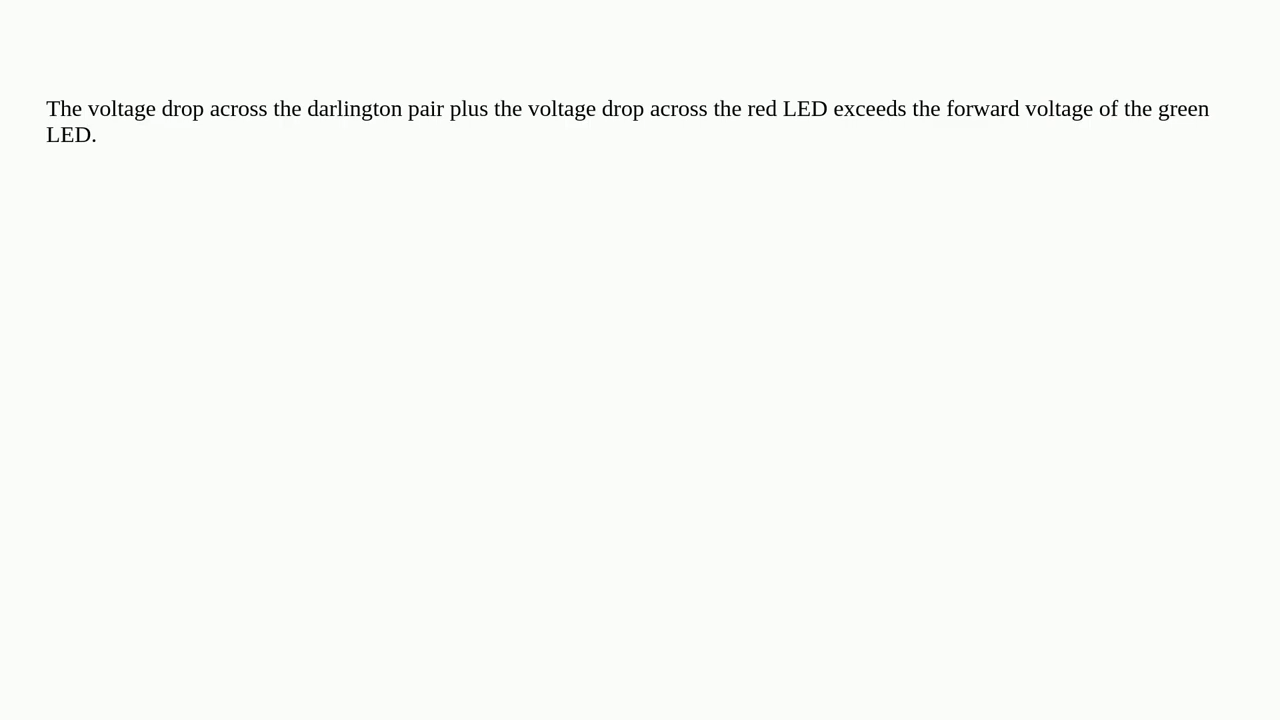 The voltage drop across the darlington pair plus the voltage drop across the red LED exceeds the forward voltage of the green
LED.